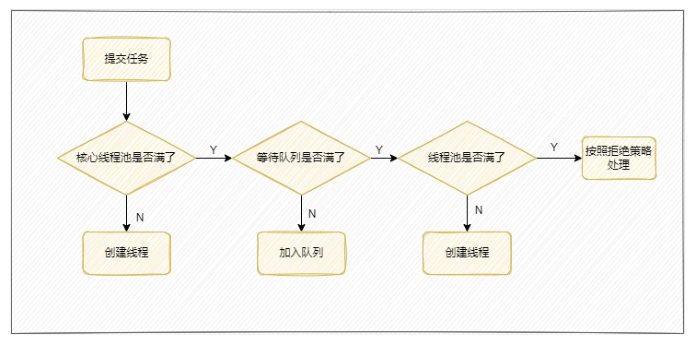 提交任务
核心线程池是否满了
Y
等待队列是否满了
Y
线程池是否满了
Y
按照拒绝策略
处理
N
N
N
创建线程
加入队列
创建线程